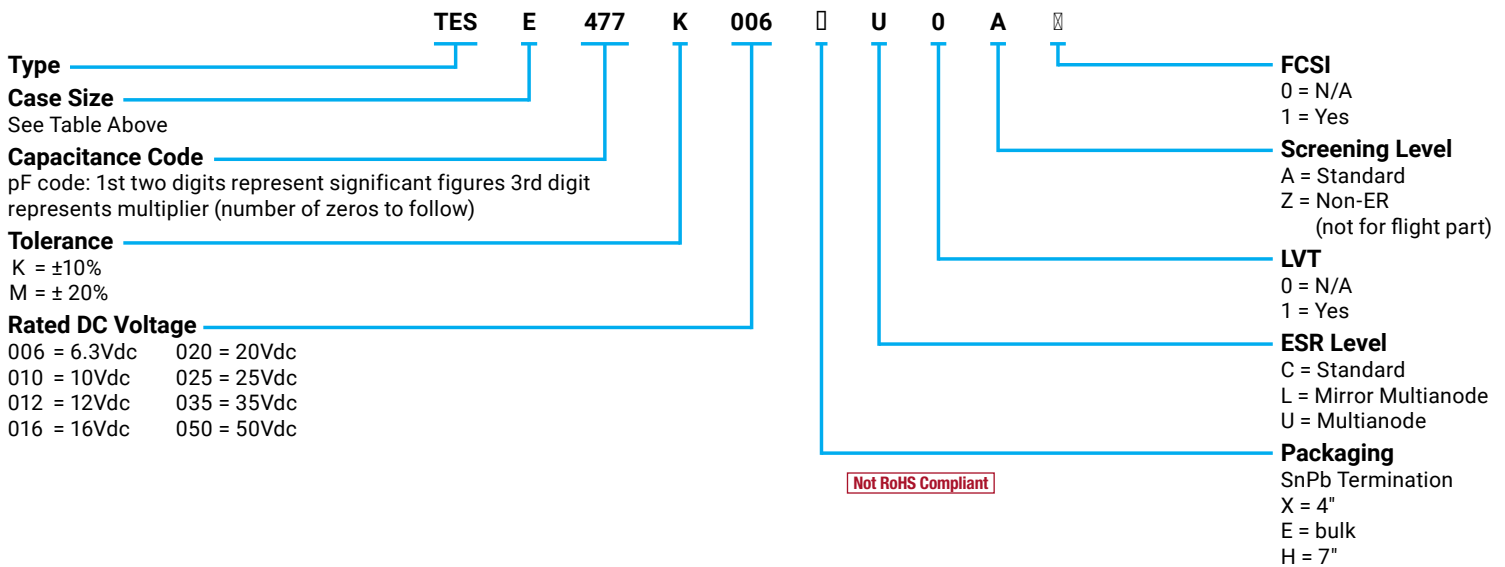 TES E 477 K 006 U 0 A
Type
Case Size
See Table Above
Capacitance Code
pF code: 1st two digits represent significant figures 3rd digit
represents multiplier (number of zeros to follow)
Tolerance
K = ±10%
M = ± 20%
Rated DC Voltage
006 = 6.3Vdc 020 = 20Vdc
010 = 10Vdc 025 = 25Vdc
012 = 12Vdc 035 = 35Vdc
016 = 16Vdc 050 = 50Vdc
Not RoHS Compliant
FCSI
0 = N/A
1 = Yes
Screening Level
A = Standard
Z = Non-ER
(not for flight part)
LVT
0 = N/A
1 = Yes
ESR Level
C = Standard
L = Mirror Multianode
U = Multianode
Packaging
SnPb Termination
X = 4"
E = bulk
H = 7"